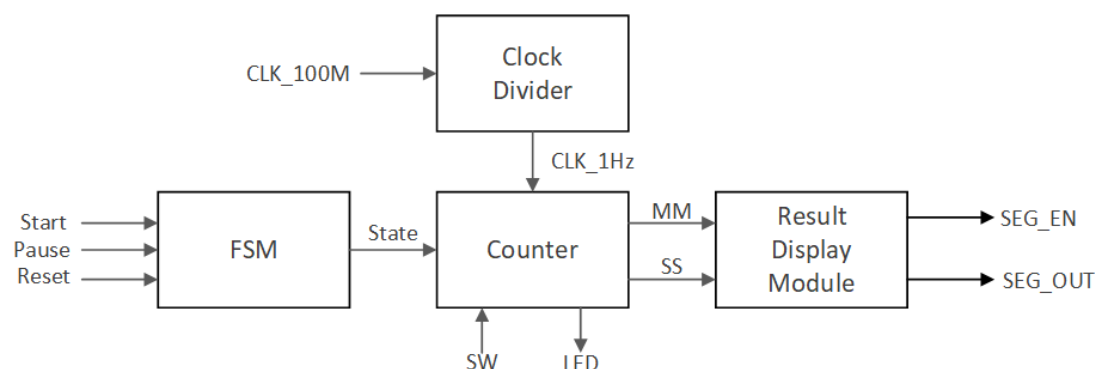 Clock
Divider
CLK_100M
CLK_1Hz
Start
Pause
Reset
FSM
State
Counter
MM
SS
Result
Display
Module
SEG_EN
SEG_OUT
SW
LED